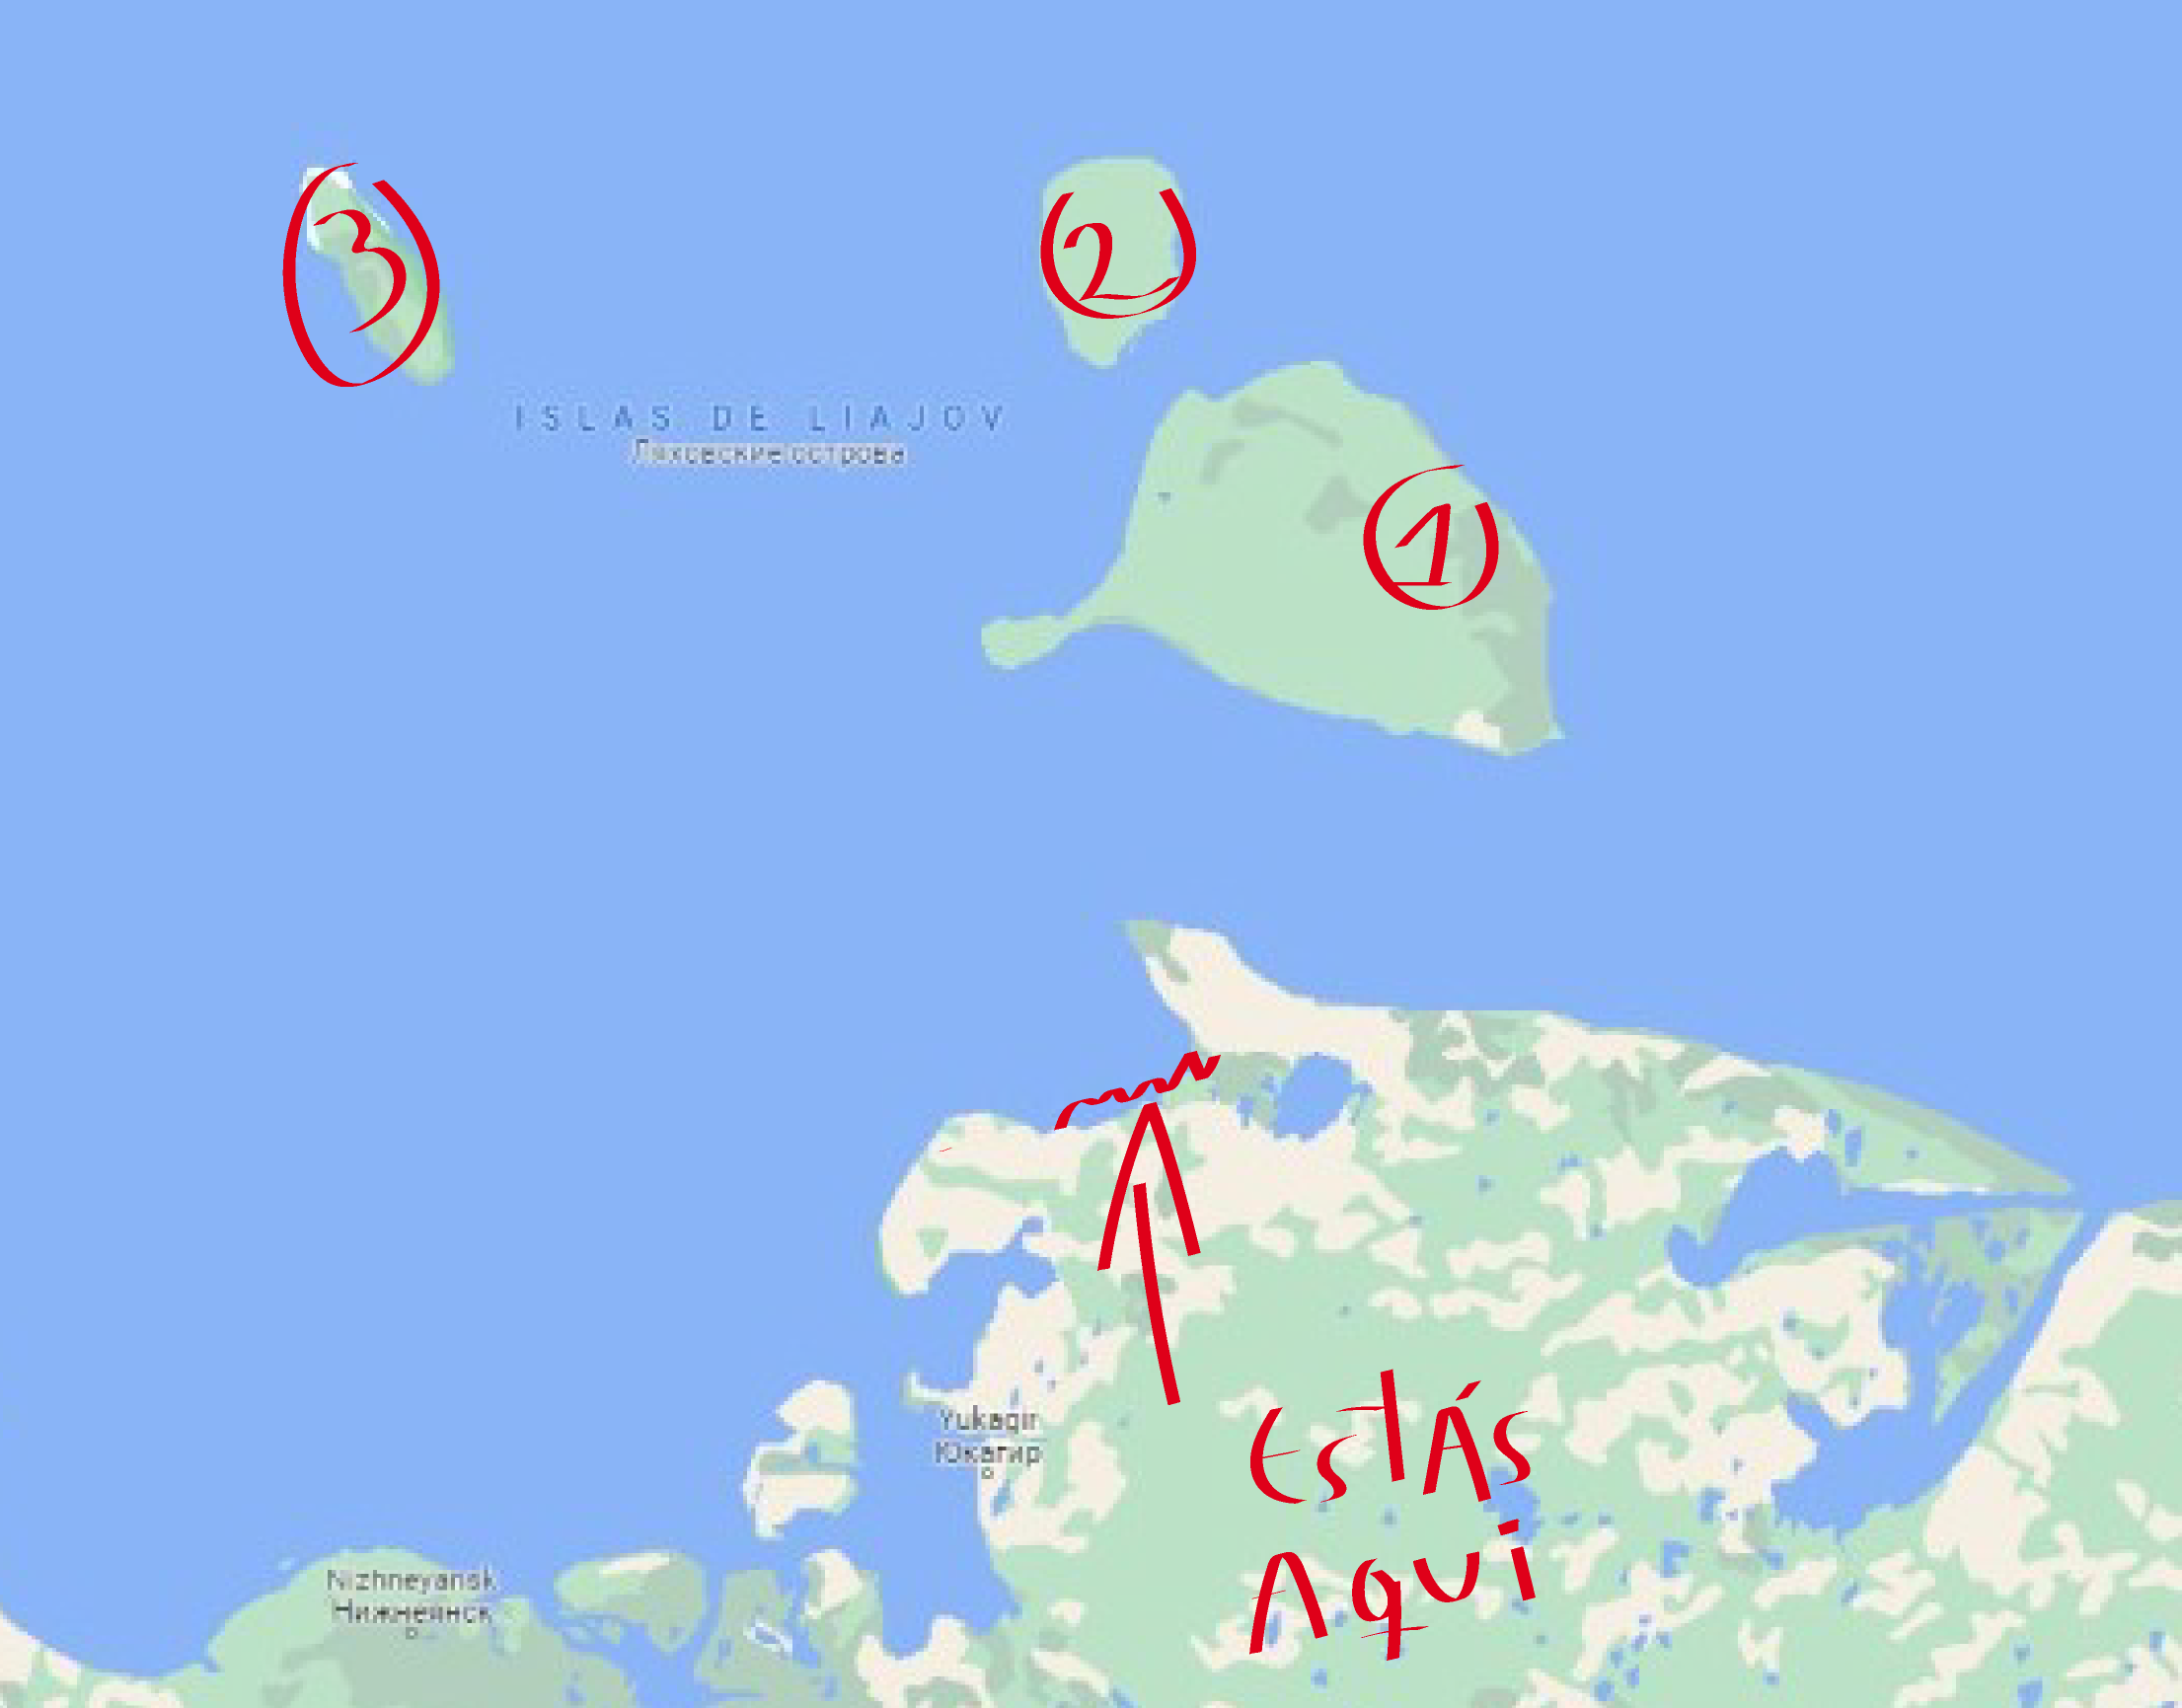 3
2
ISLAS DE LIAJOV
Ляховские острова
1
Yukagir
Юкагир
EstÁs
Aqui
Nizhneyansk
Нижнеянск